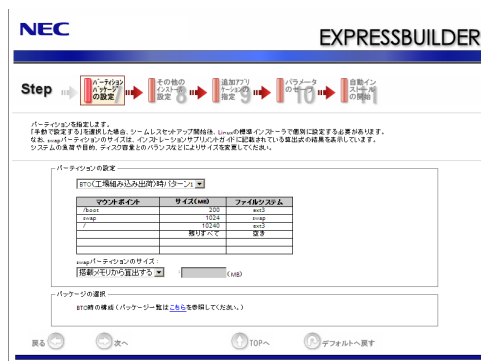 NEC
EXPRESSBUILDER
Step
パーティション パッケージ の設定
その他の インストール 設定 8
追加アプリ ケーションの 指定 9
パラメータ のセーブ 10
自動イン ストール の開始 11
パーティションを指定します。
「手動で設定する」を選択した場合、シームレスセットアップ開始後、Linuxの標準インストーラで個別に設定する必要があります。
なお、swapパーティションのサイズは、インストレーションサプリメントガイドに記載されている算出式の結果を表示しています。
システムの負荷や目的、ディスク容量とのバランスなどによりサイズを変更してください。
パーティションの設定
BTO(工場組み込み出荷)時パターン1
マウントポイント サイズ(MB) ファイルシステム
/boot 200 ext3
swap 1024 swap
/ 10240 ext3
残りすべて 空き
swapパーティションのサイズ:
搭載メモリから算出する : (MB)
パッケージの選択
BTO時の構成(パッケージ一覧はこちらを参照してください。)
戻る 次へ TOPへ デフォルトへ戻す